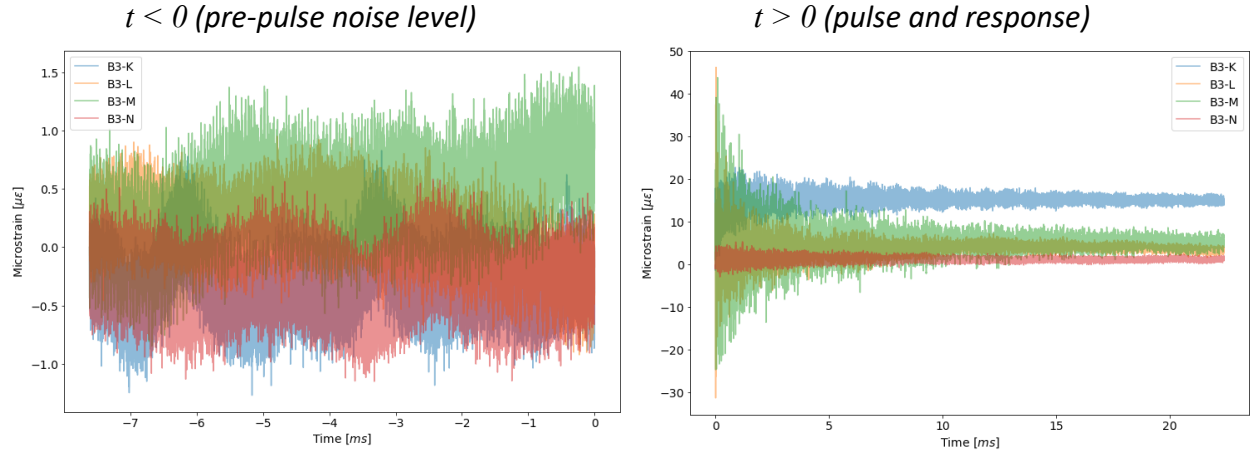 t < 0 (pre-pulse noise level)
1.5
1.0
0.5
0.0
−0.5
−1.0
Microstrain [με]
B3-K
B3-L
B3-M
B3-N
−7 −6 −5 −4 −3 −2 −1 0
Time [ms]
t > 0 (pulse and response)
50
40
30
20
10
0
−10
−20
−30
Microstrain [με]
B3-K
B3-L
B3-M
B3-N
0 5 10 15 20
Time [ms]